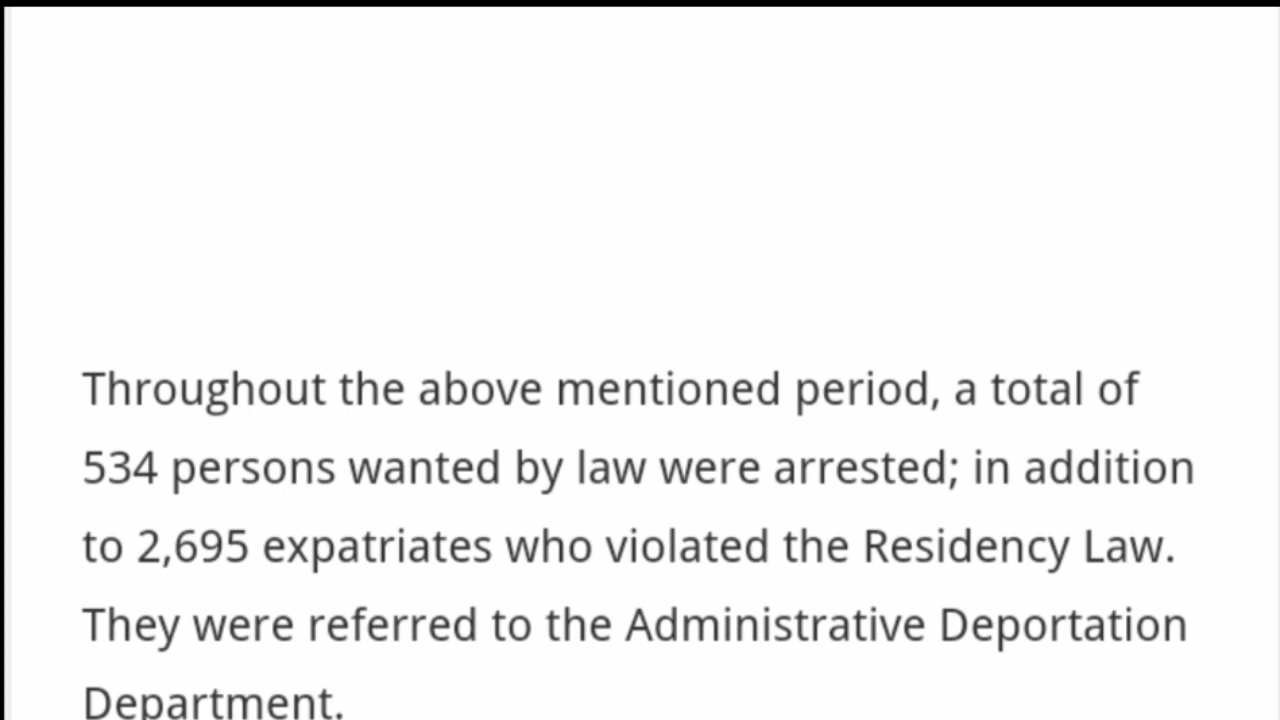 Throughout the above mentioned period, a total of
534 persons wanted by law were arrested; in addition
to 2,695 expatriates who violated the Residency Law.
They were referred to the Administrative Deportation
Department.